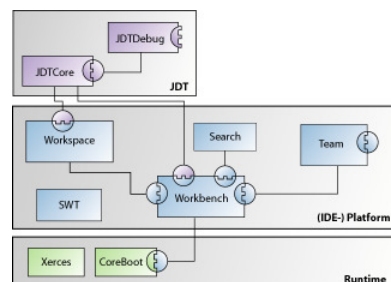 JDTDebug
JDTCore
JDT
Workspace
Search
Team
SWT
Workbench
(IDE-) Platform
Xerces
CoreBoot
Runtime